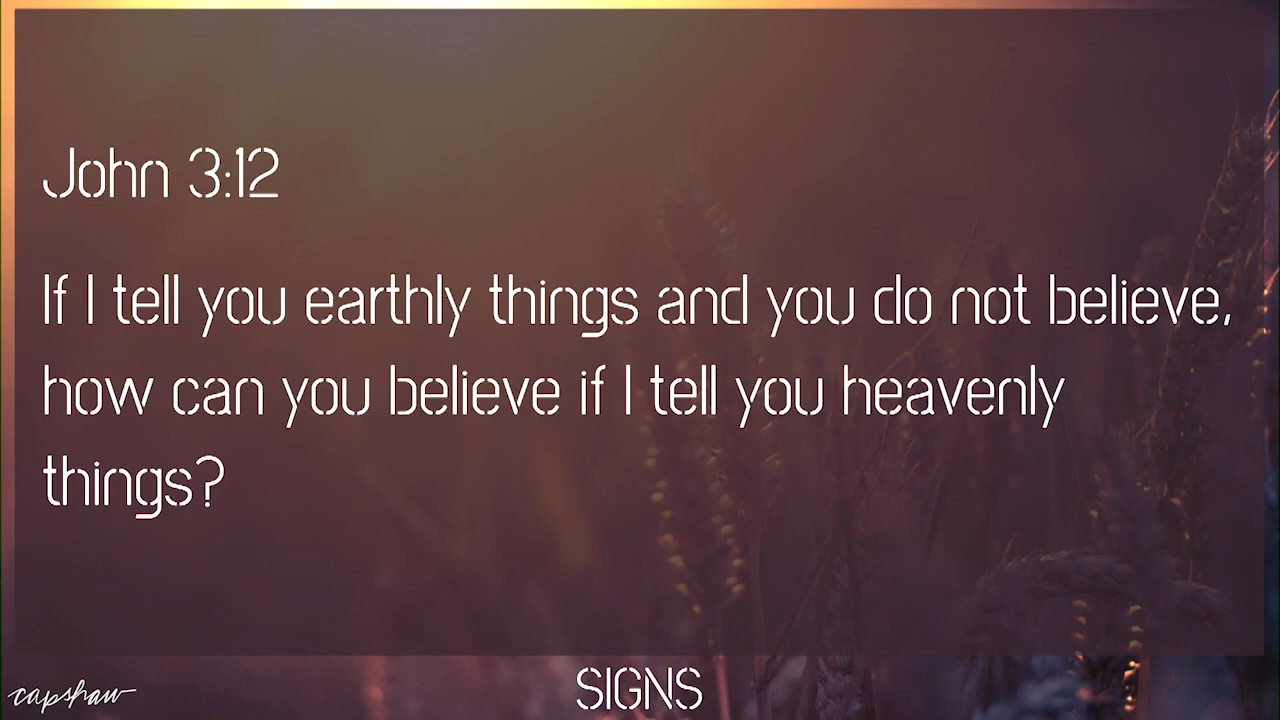 John 3:12
If I tell you earthly things and you do not believe,
how can you believe if I tell you heavenly
things?
SIGNS
capshaw